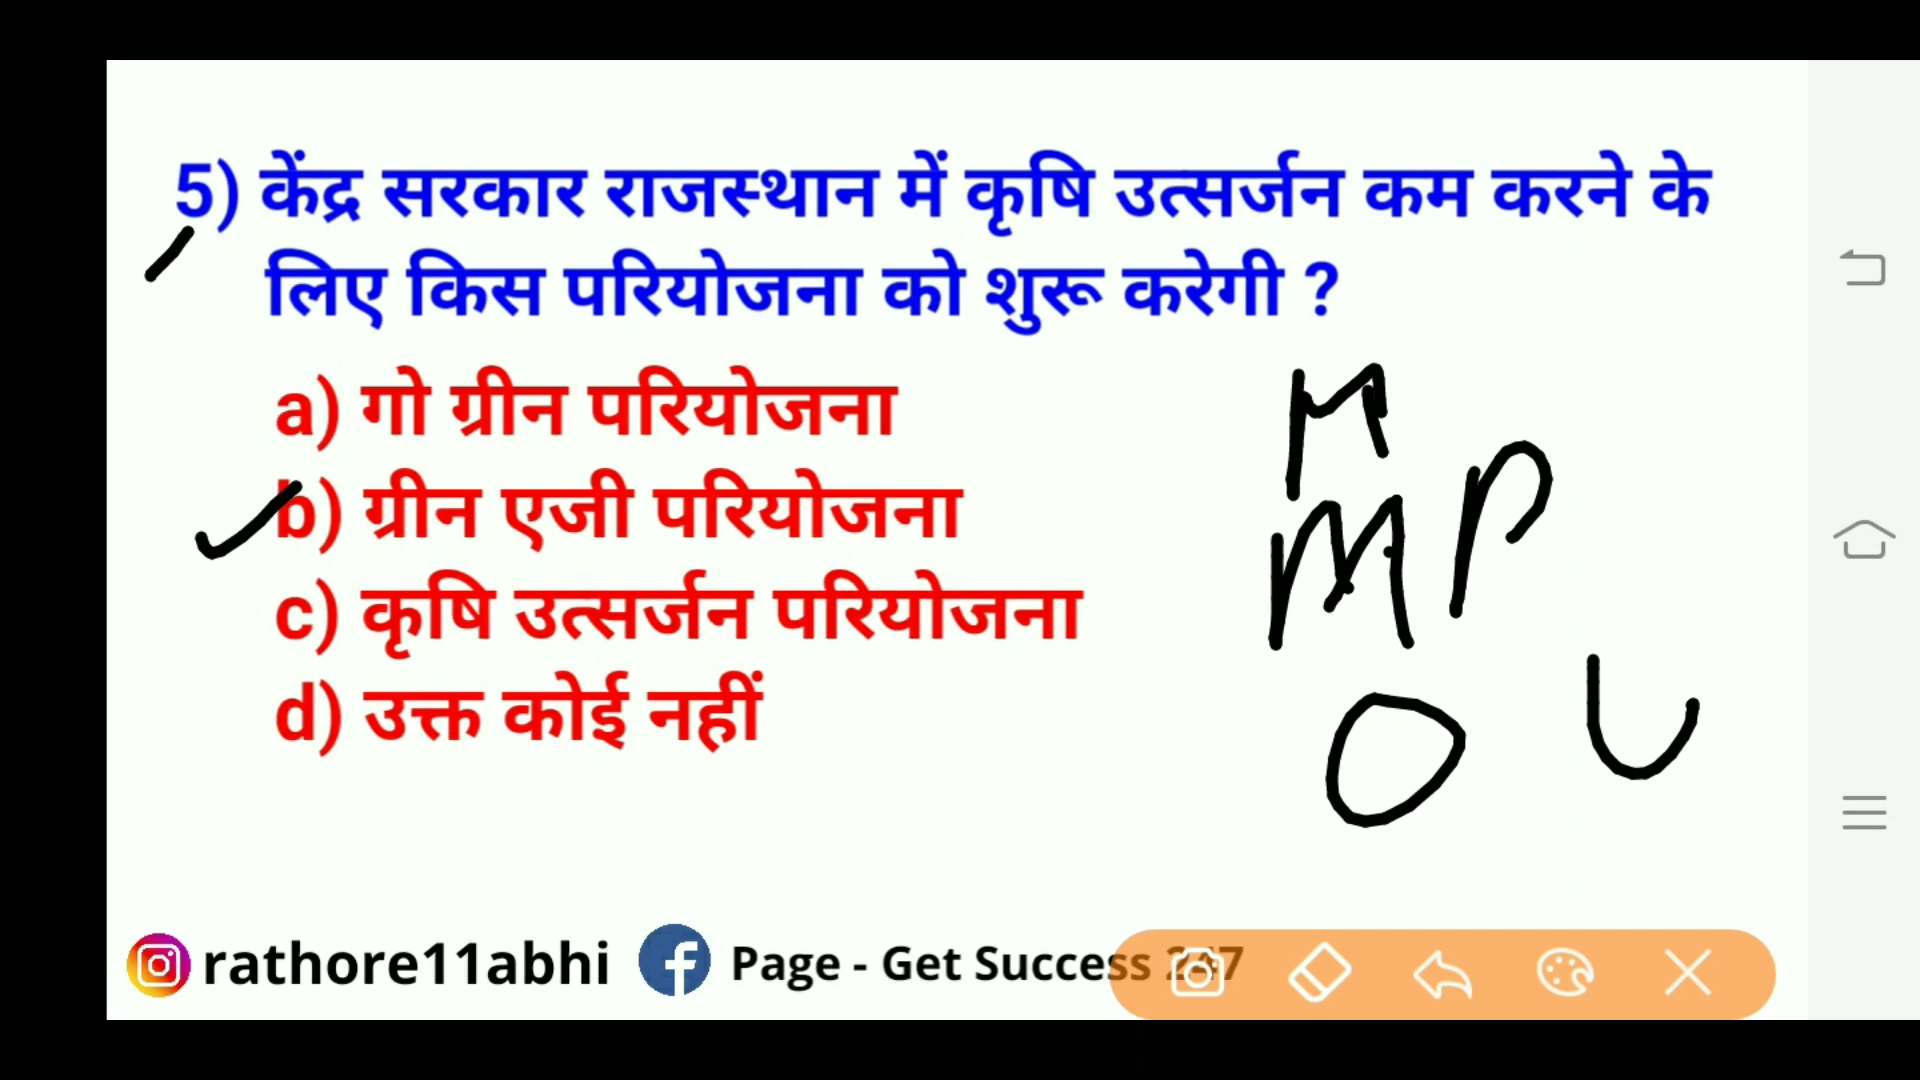 5) केंद्र सरकार राजस्थान में कृषि उत्सर्जन कम करने के
लिए किस परियोजना को शुरू करेगी ?
a) गो ग्रीन परियोजना
b) ग्रीन एजी परियोजना
c) कृषि उत्सर्जन परियोजना
d) उक्त कोई नहीं
M
M P
O U
rathore11abhi Page - Get Success 247